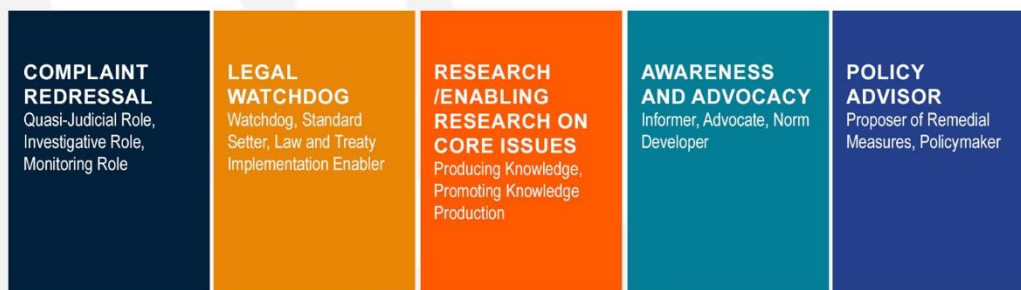 COMPLAINT
REDRESSAL
Quasi-Judicial Role,
Investigative Role,
Monitoring Role
LEGAL
WATCHDOG
Watchdog, Standard
Setter, Law and Treaty
Implementation Enabler
RESEARCH
/ENABLING
RESEARCH ON
CORE ISSUES
Producing Knowledge,
Promoting Knowledge
Production
AWARENESS
AND ADVOCACY
Informer, Advocate, Norm
Developer
POLICY
ADVISOR
Proposer of Remedial
Measures, Policymaker